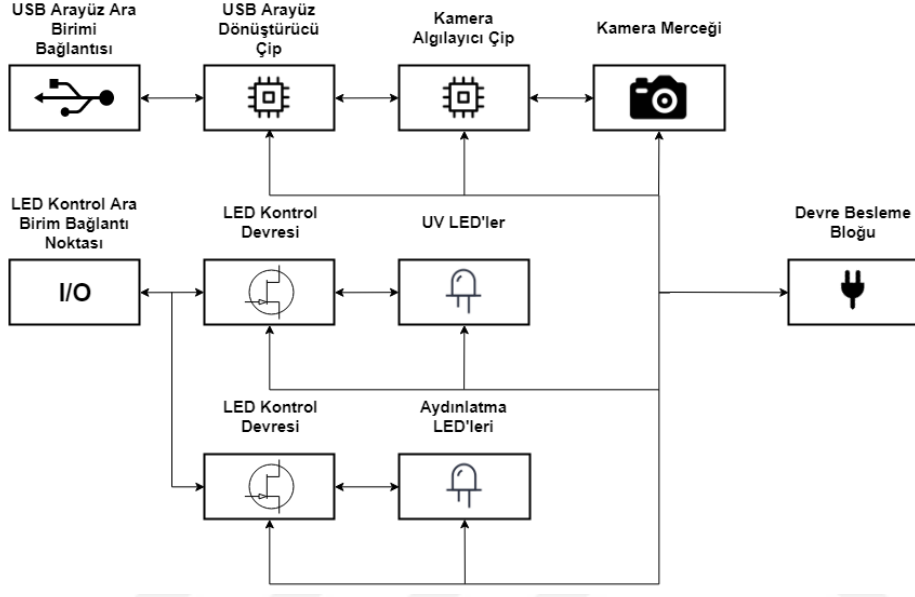 USB Arayüz Ara
Birimi
Bağlantısı
USB Arayüz
Dönüştürücü
Çip
Kamera
Algılayıcı Çip
Kamera Merceği
LED Kontrol Ara
Birim Bağlantı
Noktası
I/O
LED Kontrol
Devresi
UV LED'ler
Devre Besleme
Bloğu
LED Kontrol
Devresi
Aydınlatma
LED'leri